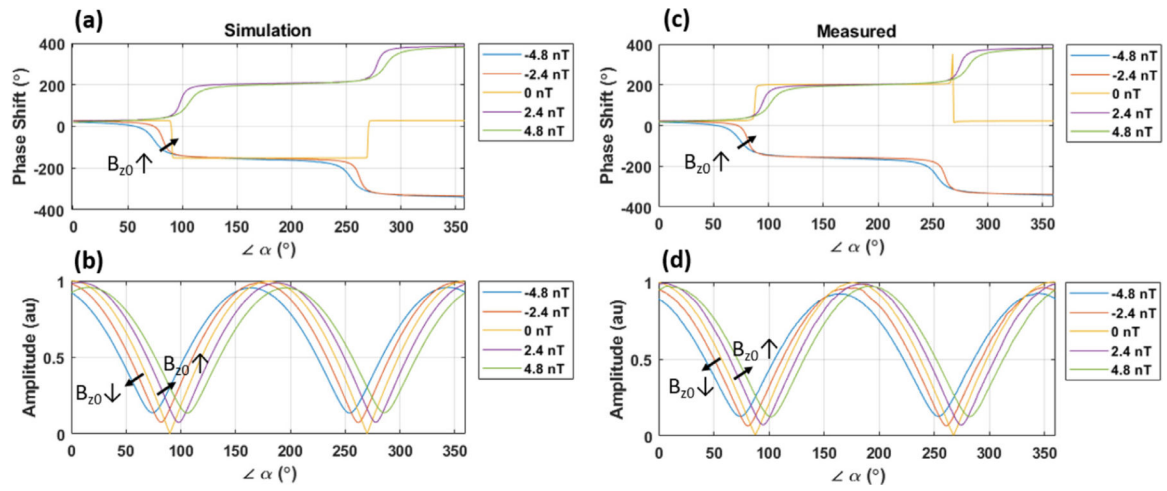 (a)
Simulation
Phase Shift (°)
400
200
0
-200
-400
B_z0 ↑
0 50 100 150 200 250 300 350
∠ α (°)
-4.8 nT
-2.4 nT
0 nT
2.4 nT
4.8 nT
(c)
Measured
Phase Shift (°)
400
200
0
-200
-400
B_z0 ↑
0 50 100 150 200 250 300 350
∠ α (°)
-4.8 nT
-2.4 nT
0 nT
2.4 nT
4.8 nT
(b)
Amplitude (au)
1
0.5
0
B_z0 ↓
B_z0 ↑
0 50 100 150 200 250 300 350
∠ α (°)
-4.8 nT
-2.4 nT
0 nT
2.4 nT
4.8 nT
(d)
Amplitude (au)
1
0.5
0
B_z0 ↓
B_z0 ↑
0 50 100 150 200 250 300 350
∠ α (°)
-4.8 nT
-2.4 nT
0 nT
2.4 nT
4.8 nT